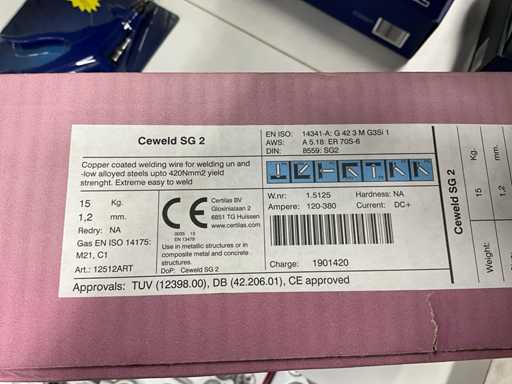 Ceweld SG 2
EN ISO: 14341-A: G 42 3 M G3Si 1
AWS: A 5.18: ER 70S-6
DIN: 8559: SG2
Copper coated welding wire for welding un and
-low alloyed steels upto 420Nmm2 yield
strenght. Extreme easy to weld
15 Kg.
1,2 mm.
Redry: NA
Gas EN ISO 14175:
M21, C1
Art.: 12512ART
CE
EN 13479
Certilas BV
Gloxinialaan 2
6851 TG Huissen
www.certilas.com
Use in metallic structures or in
composite metal and concrete
structures.
DoP: Ceweld SG 2
W.nr: 1.5125 Hardness: NA
Ampere: 120-380 Current: DC+
Charge: 1901420
Approvals: TUV (12398.00), DB (42.206.01), CE approved
Ceweld SG 2
15 Kg.
1,2 mm.
Weight: